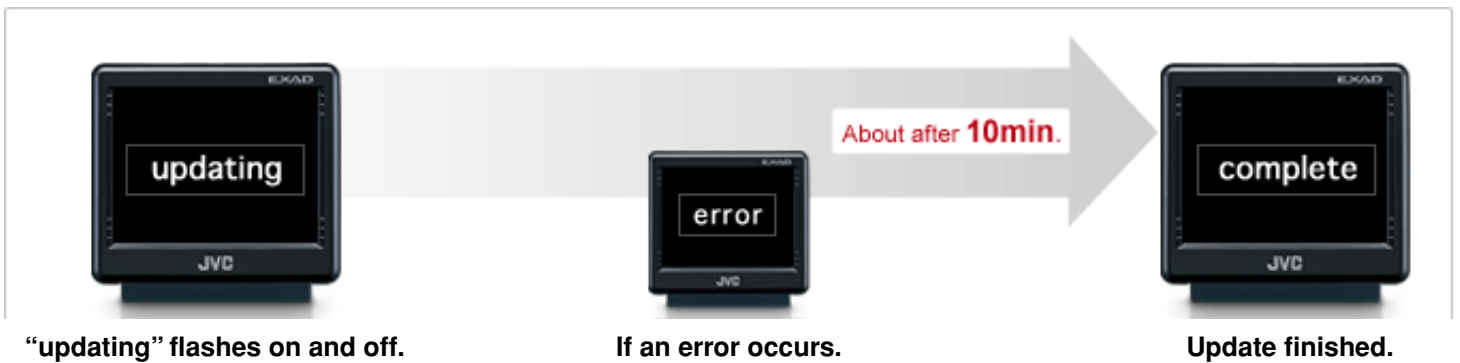 EXAD
updating
JVC
EXAD
error
JVC
About after 10min.
EXAD
complete
JVC
“updating” flashes on and off.
If an error occurs.
Update finished.